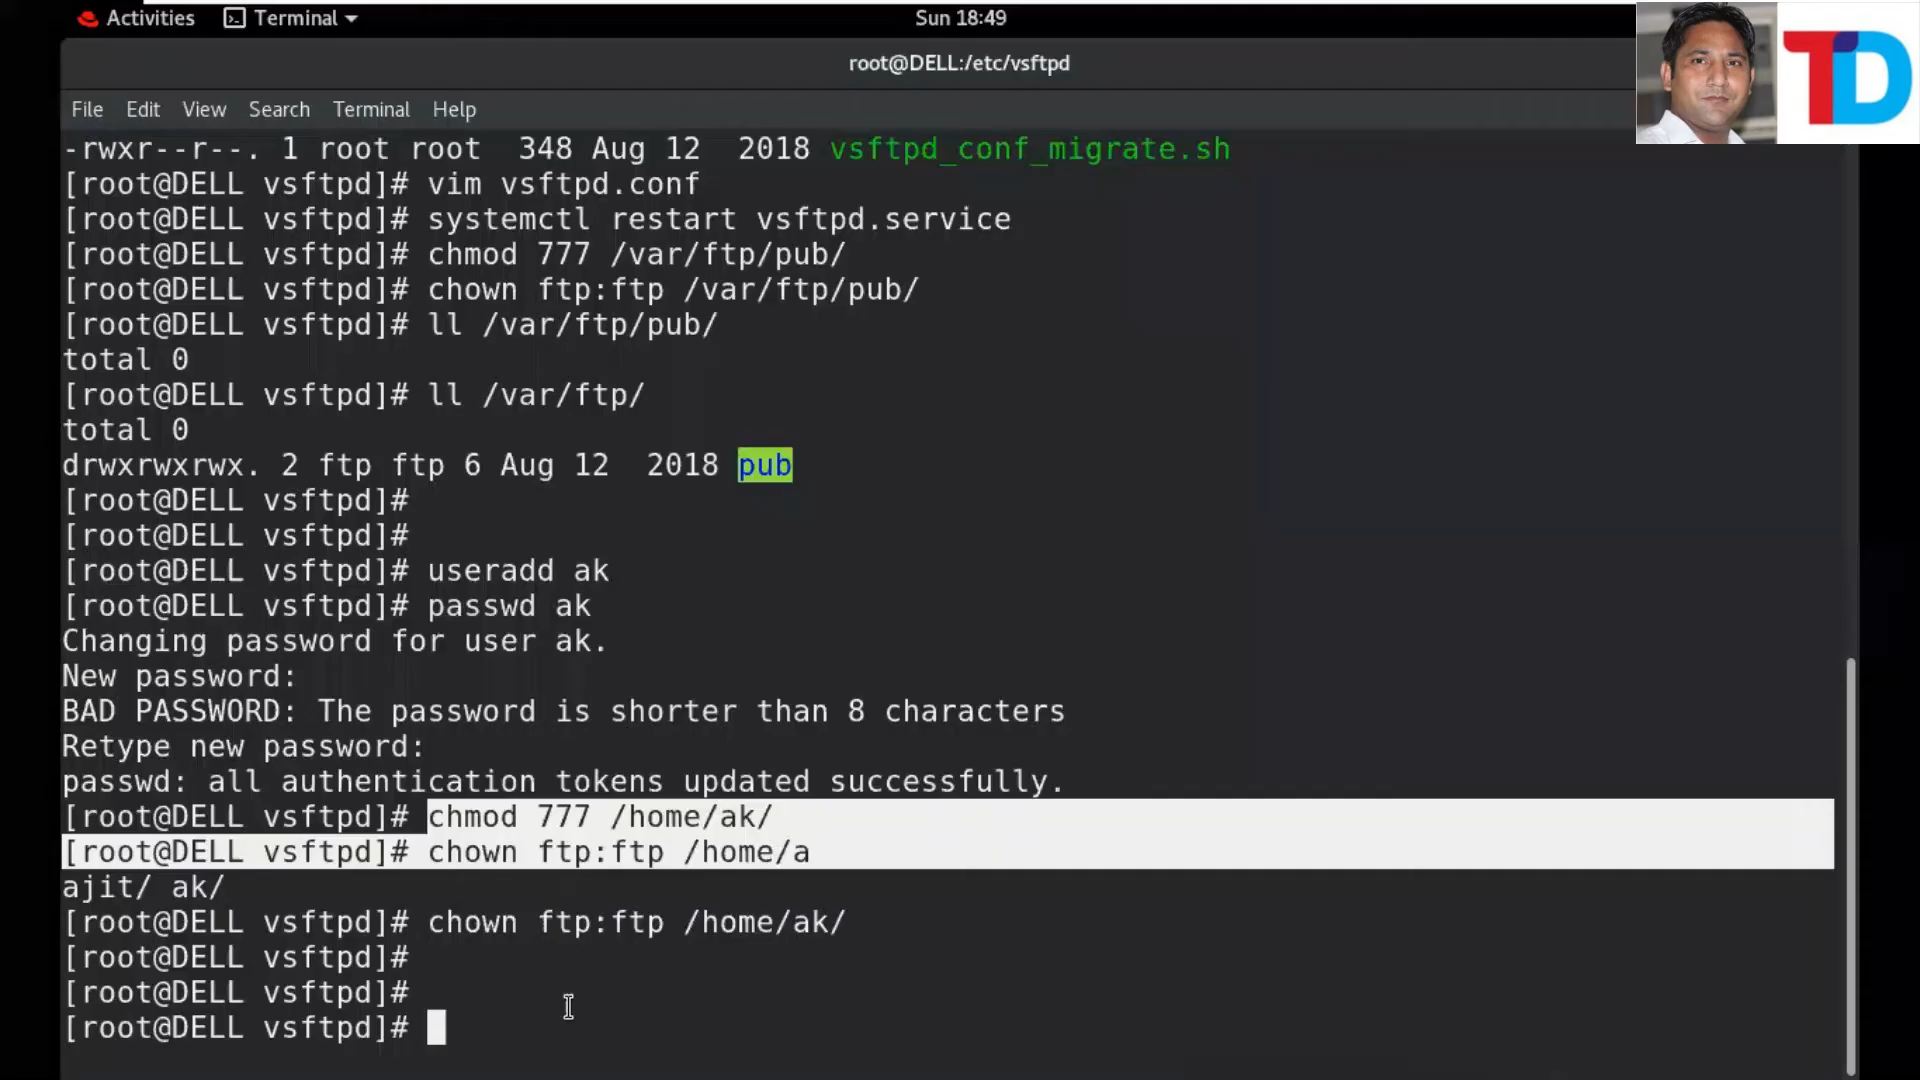 Activities Terminal Sun 18:49
TD
root@DELL:/etc/vsftpd
File Edit View Search Terminal Help
-rwxr--r--. 1 root root  348 Aug 12  2018 vsftpd_conf_migrate.sh
[root@DELL vsftpd]# vim vsftpd.conf
[root@DELL vsftpd]# systemctl restart vsftpd.service
[root@DELL vsftpd]# chmod 777 /var/ftp/pub/
[root@DELL vsftpd]# chown ftp:ftp /var/ftp/pub/
[root@DELL vsftpd]# ll /var/ftp/pub/
total 0
[root@DELL vsftpd]# ll /var/ftp/
total 0
drwxrwxrwx. 2 ftp ftp 6 Aug 12  2018 pub
[root@DELL vsftpd]#
[root@DELL vsftpd]#
[root@DELL vsftpd]# useradd ak
[root@DELL vsftpd]# passwd ak
Changing password for user ak.
New password:
BAD PASSWORD: The password is shorter than 8 characters
Retype new password:
passwd: all authentication tokens updated successfully.
[root@DELL vsftpd]# chmod 777 /home/ak/
[root@DELL vsftpd]# chown ftp:ftp /home/a
ajit/ ak/
[root@DELL vsftpd]# chown ftp:ftp /home/ak/
[root@DELL vsftpd]#
[root@DELL vsftpd]#
[root@DELL vsftpd]#